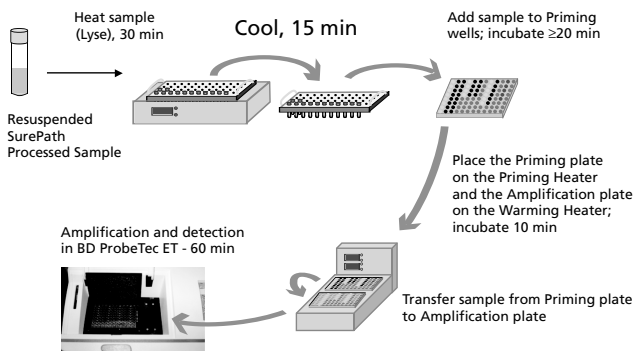 Heat sample
(Lyse), 30 min
Cool, 15 min
Add sample to Priming
wells; incubate ≥20 min
Resuspended
SurePath
Processed Sample
Place the Priming plate
on the Priming Heater
and the Amplification plate
on the Warming Heater;
incubate 10 min
Amplification and detection
in BD ProbeTec ET - 60 min
Transfer sample from Priming plate
to Amplification plate